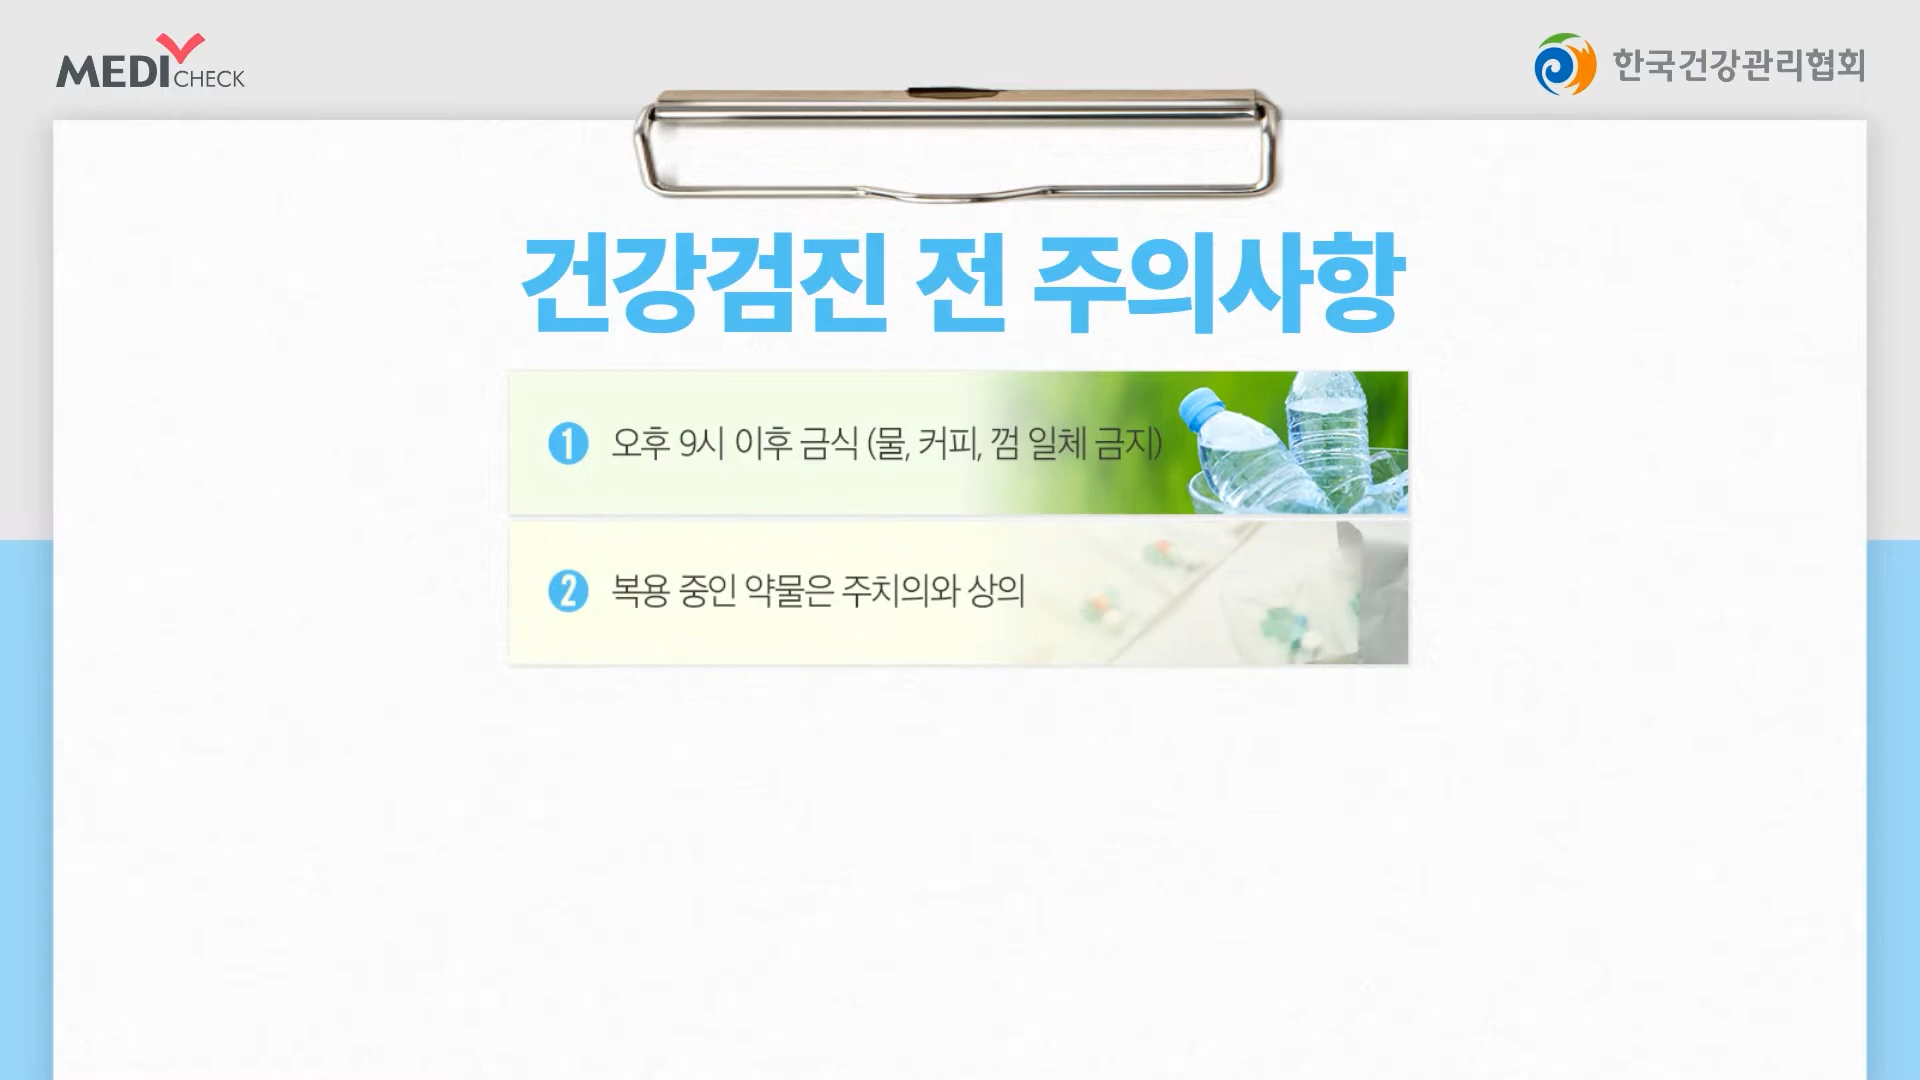 MEDI CHECK
한국건강관리협회
건강검진 전 주의사항
1 오후 9시 이후 금식 (물, 커피, 껌 일체 금지)
2 복용 중인 약물은 주치의와 상의